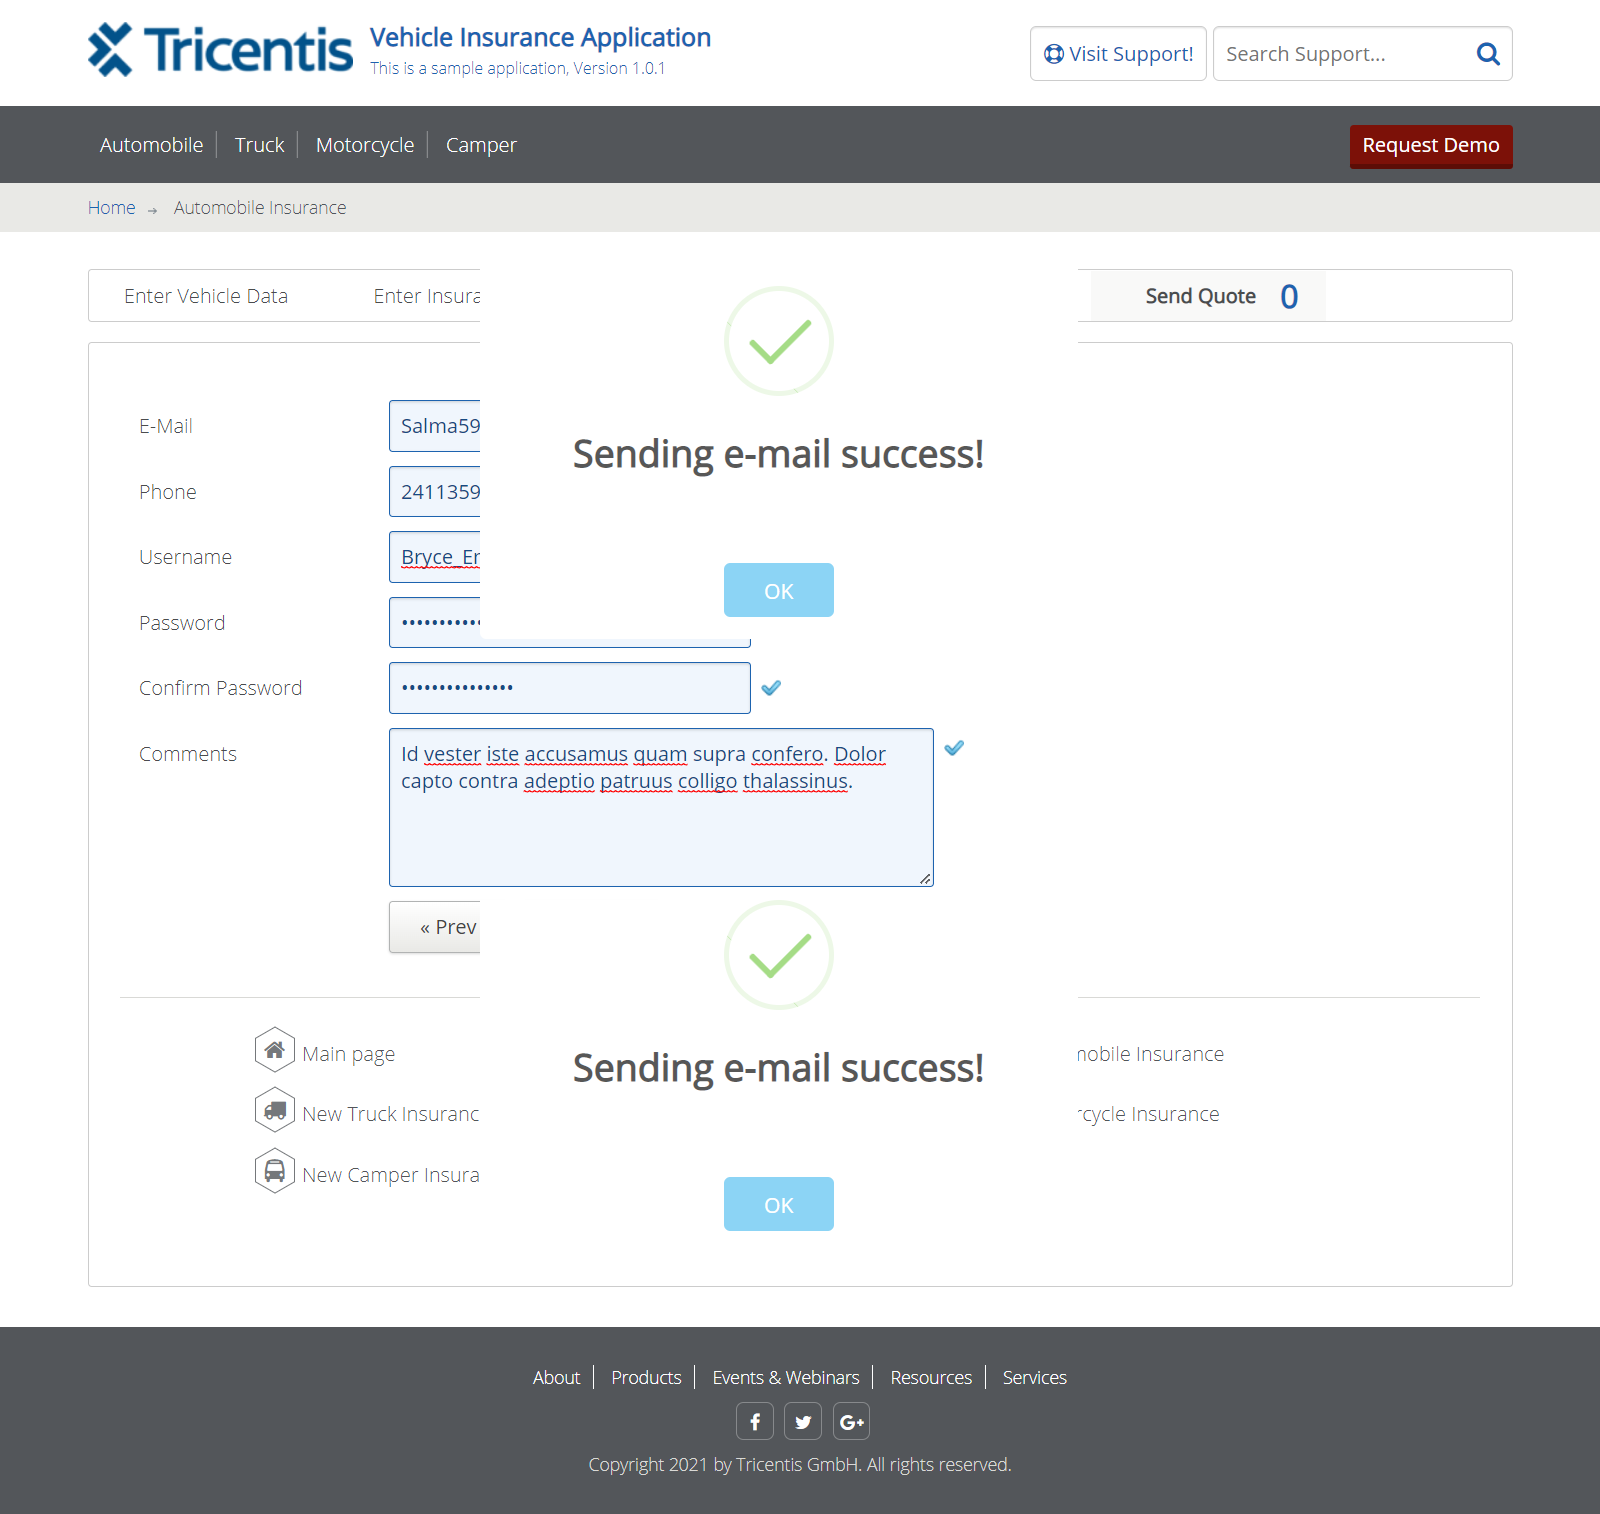 Tricentis
Vehicle Insurance Application
This is a sample application, Version 1.0.1
Visit Support!
Search Support...
Automobile
Truck
Motorcycle
Camper
Request Demo
Home → Automobile Insurance
Enter Vehicle Data
Enter Insura
Send Quote 0
Sending e-mail success!
OK
E-Mail
Salma59
Phone
2411359
Username
Bryce_Er
Password
Confirm Password
Comments
Id vester iste accusamus quam supra confero. Dolor
capto contra adeptio patruus colligo thalassinus.
« Prev
Sending e-mail success!
OK
Main page
mobile Insurance
New Truck Insuranc
rcycle Insurance
New Camper Insura
About
Products
Events & Webinars
Resources
Services
Copyright 2021 by Tricentis GmbH. All rights reserved.